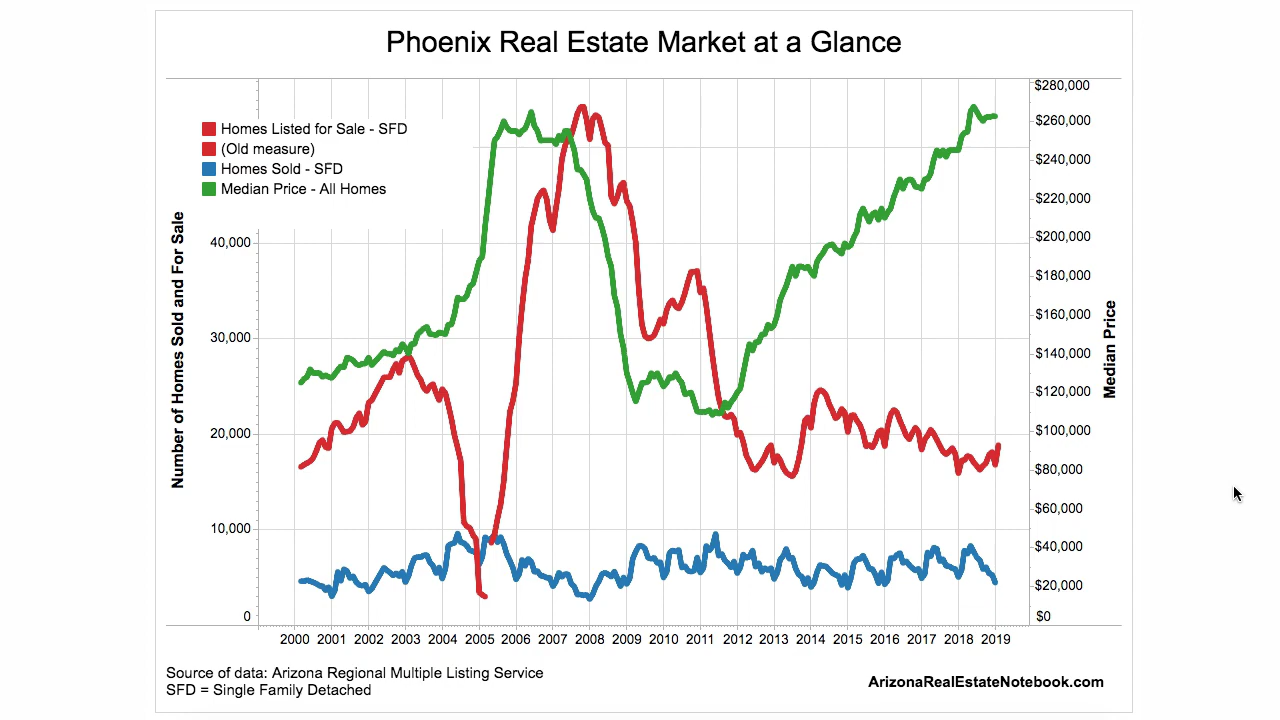 Phoenix Real Estate Market at a Glance
Homes Listed for Sale - SFD
(Old measure)
Homes Sold - SFD
Median Price - All Homes
Number of Homes Sold and For Sale
40,000
30,000
20,000
10,000
0
$280,000
$260,000
$240,000
$220,000
$200,000
$180,000
$160,000
$140,000
$120,000
$100,000
$80,000
$60,000
$40,000
$20,000
$0
Median Price
2000 2001 2002 2003 2004 2005 2006 2007 2008 2009 2010 2011 2012 2013 2014 2015 2016 2017 2018 2019
Source of data: Arizona Regional Multiple Listing Service
SFD = Single Family Detached
ArizonaRealEstateNotebook.com